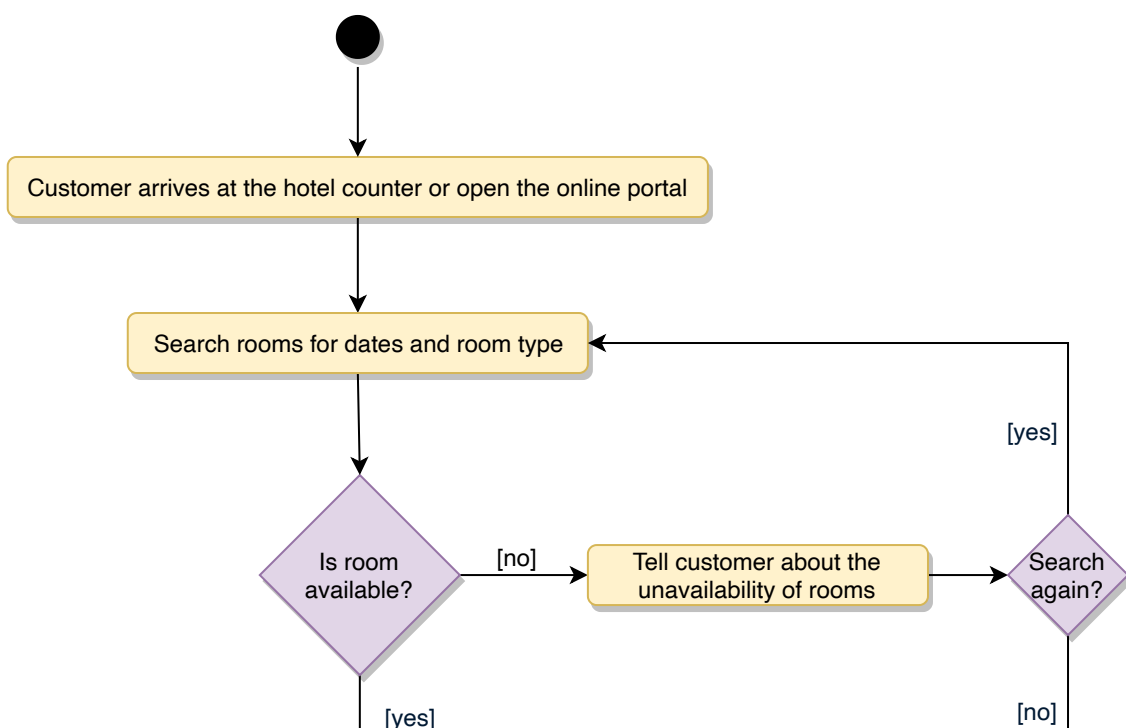 Customer arrives at the hotel counter or open the online portal
Search rooms for dates and room type
[yes]
Is room
available?
[no]
Tell customer about the
unavailability of rooms
Search
again?
[yes]
[no]